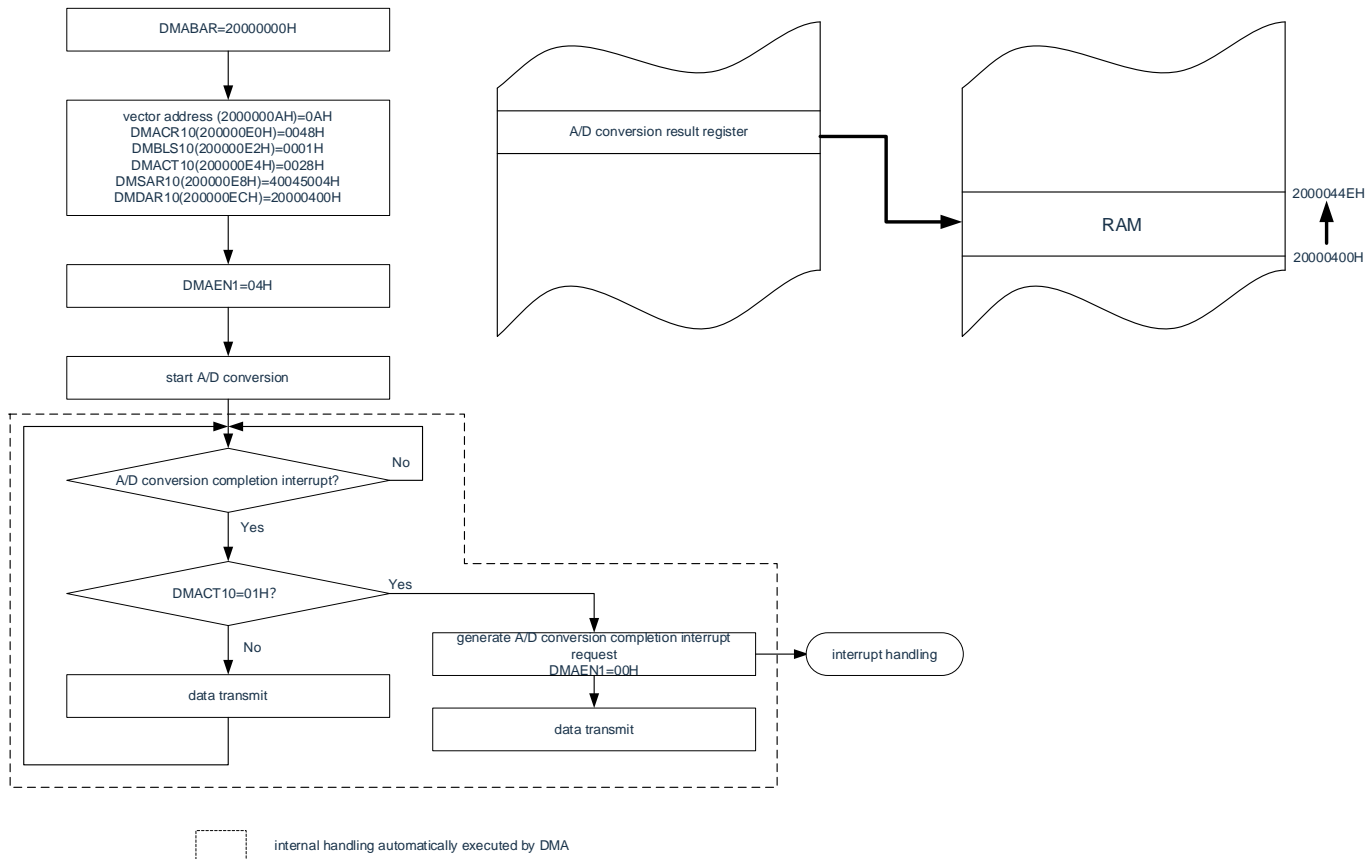 DMABAR=20000000H
vector address (2000000AH)=0AH
DMACR10(200000E0H)=0048H
DMBLS10(200000E2H)=0001H
DMACT10(200000E4H)=0028H
DMSAR10(200000E8H)=40045004H
DMDAR10(200000ECH)=20000400H
DMAEN1=04H
start A/D conversion
A/D conversion completion interrupt?
No
Yes
DMACT10=01H?
Yes
No
data transmit
generate A/D conversion completion interrupt
request
DMAEN1=00H
data transmit
interrupt handling
A/D conversion result register
RAM
2000044EH
20000400H
internal handling automatically executed by DMA